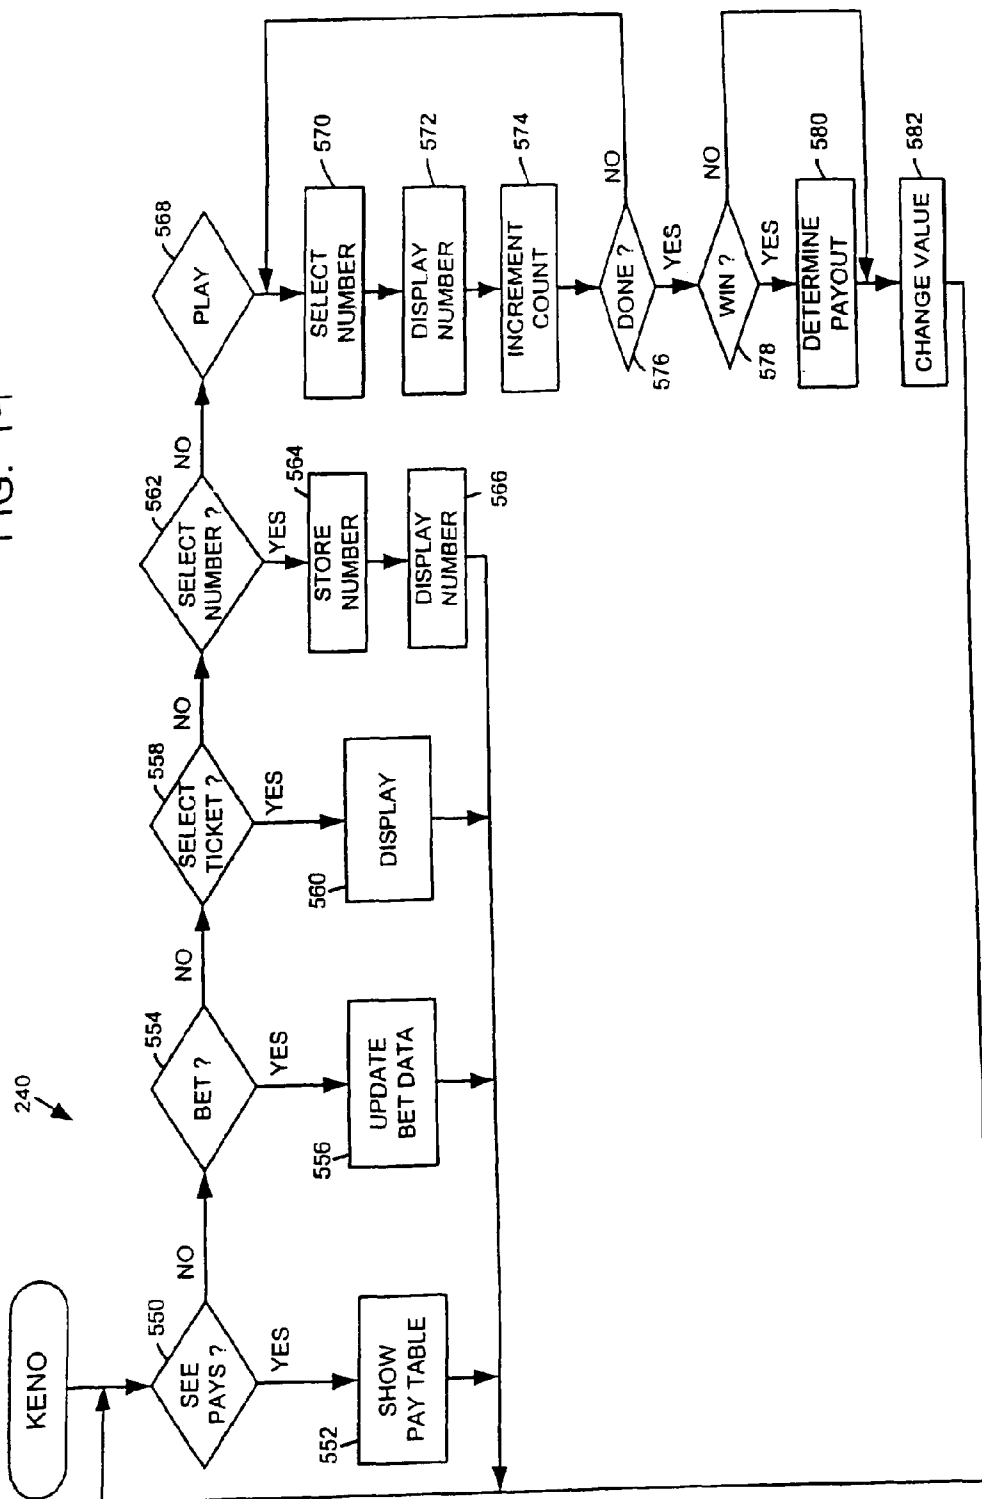 FIG. 14
240
KENO
550
SEE
PAYS ?
NO
YES
552
SHOW
PAY TABLE
554
BET ?
NO
YES
556
UPDATE
BET DATA
558
SELECT
TICKET ?
NO
YES
560
DISPLAY
562
SELECT
NUMBER ?
NO
YES
564
STORE
NUMBER
566
DISPLAY
NUMBER
568
PLAY
570
SELECT
NUMBER
572
DISPLAY
NUMBER
574
INCREMENT
COUNT
576
DONE ?
NO
YES
578
WIN ?
NO
YES
580
DETERMINE
PAYOUT
582
CHANGE VALUE